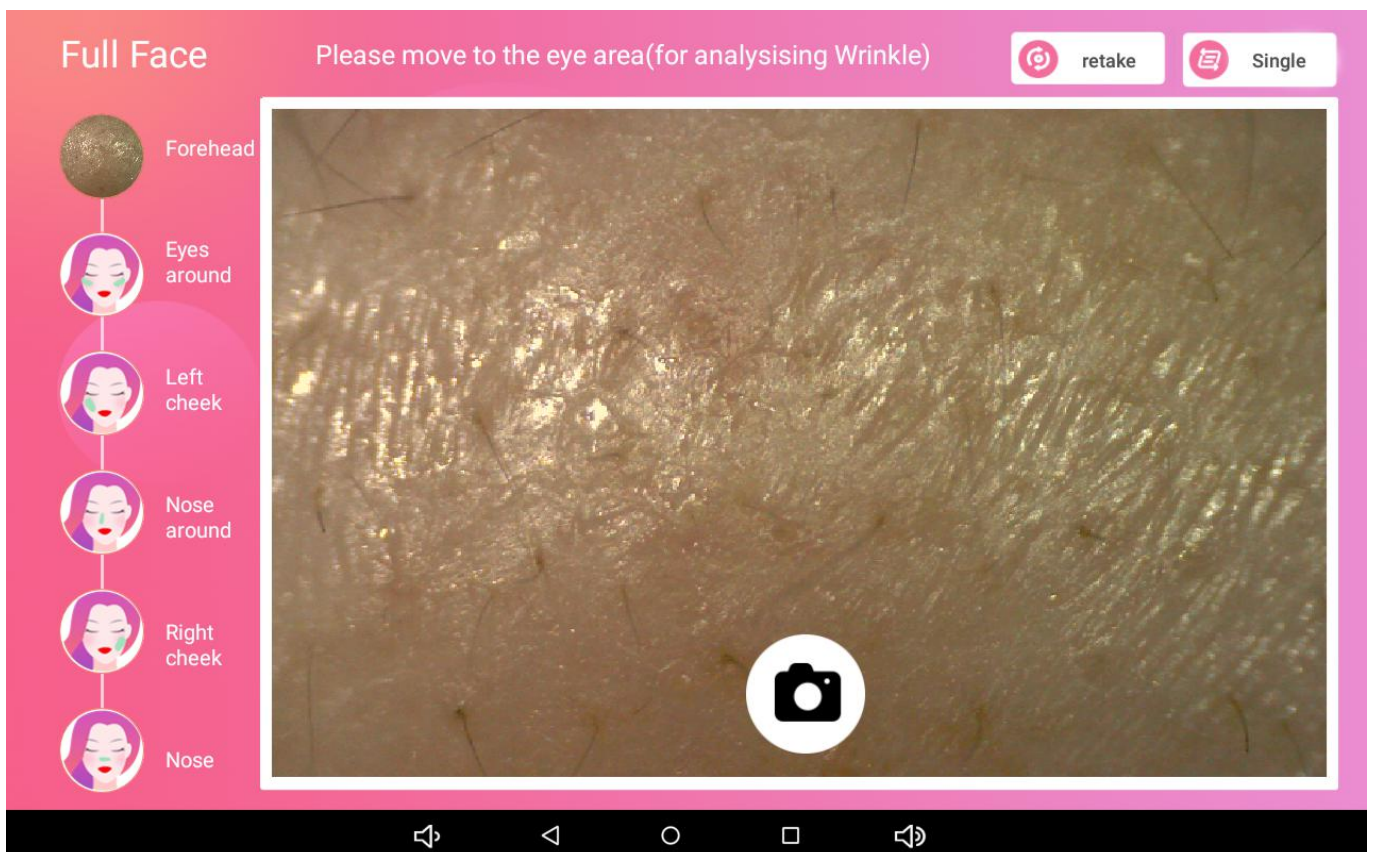 Full Face
Please move to the eye area(for analysising Wrinkle)
retake
Single
Forehead
Eyes
around
Left
cheek
Nose
around
Right
cheek
Nose